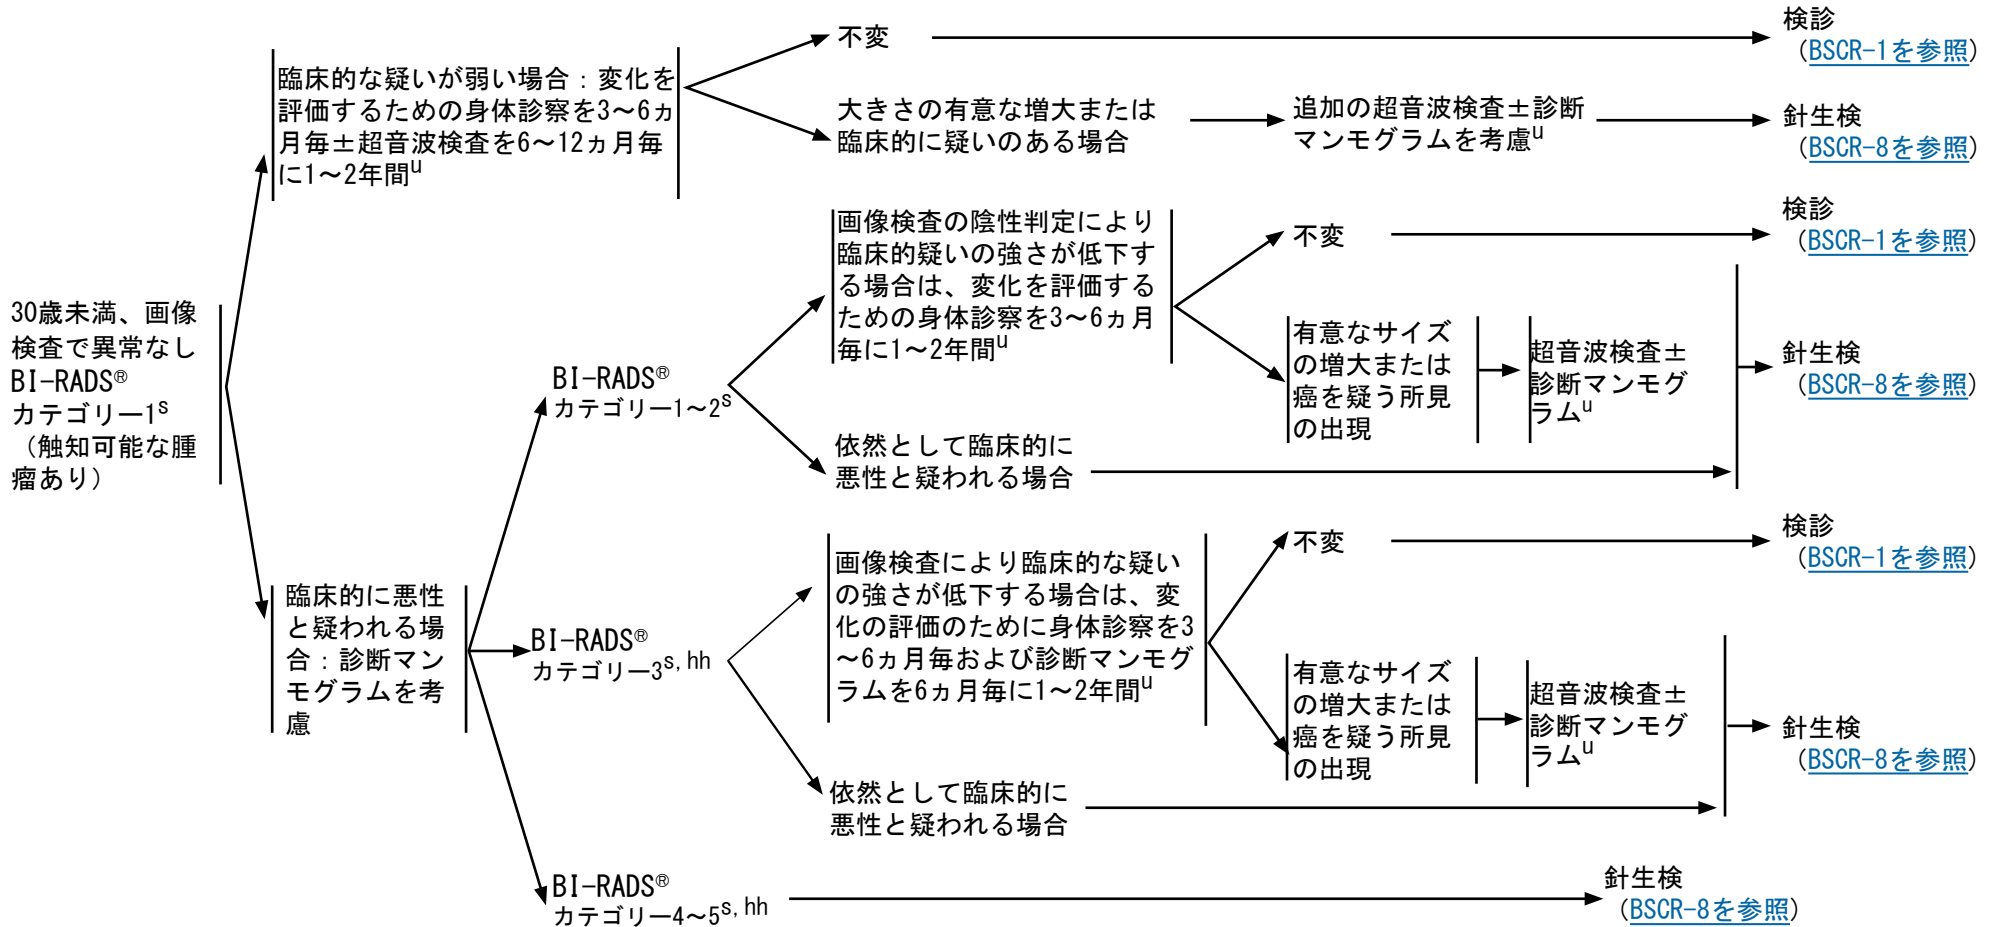 30歳未満、画像
検査で異常なし
BI-RADS®
カテゴリー1s
（触知可能な腫
瘤あり）
臨床的な疑いが弱い場合：変化を
評価するための身体診察を3～6ヵ
月毎±超音波検査を6～12ヵ月毎
に1～2年間u
不変
検診
（BSCR-1を参照）
大きさの有意な増大または
臨床的に疑いのある場合
追加の超音波検査±診断
マンモグラムを考慮u
針生検
（BSCR-8を参照）
臨床的に悪性
と疑われる場
合：診断マン
モグラムを考
慮
BI-RADS®
カテゴリー1～2s
画像検査の陰性判定により
臨床的疑いの強さが低下す
る場合は、変化を評価する
ための身体診察を3～6ヵ月
毎に1～2年間u
不変
検診
（BSCR-1を参照）
有意なサイズ
の増大または
癌を疑う所見
の出現
超音波検査±
診断マンモグ
ラムu
針生検
（BSCR-8を参照）
依然として臨床的に
悪性と疑われる場合
BI-RADS®
カテゴリー3s, hh
画像検査により臨床的な疑い
の強さが低下する場合は、変
化の評価のために身体診察を3
～6ヵ月毎および診断マンモグ
ラムを6ヵ月毎に1～2年間u
不変
検診
（BSCR-1を参照）
有意なサイズ
の増大または
癌を疑う所見
の出現
超音波検査±
診断マンモグ
ラムu
針生検
（BSCR-8を参照）
依然として臨床的に
悪性と疑われる場合
BI-RADS®
カテゴリー4～5s, hh
針生検
（BSCR-8を参照）